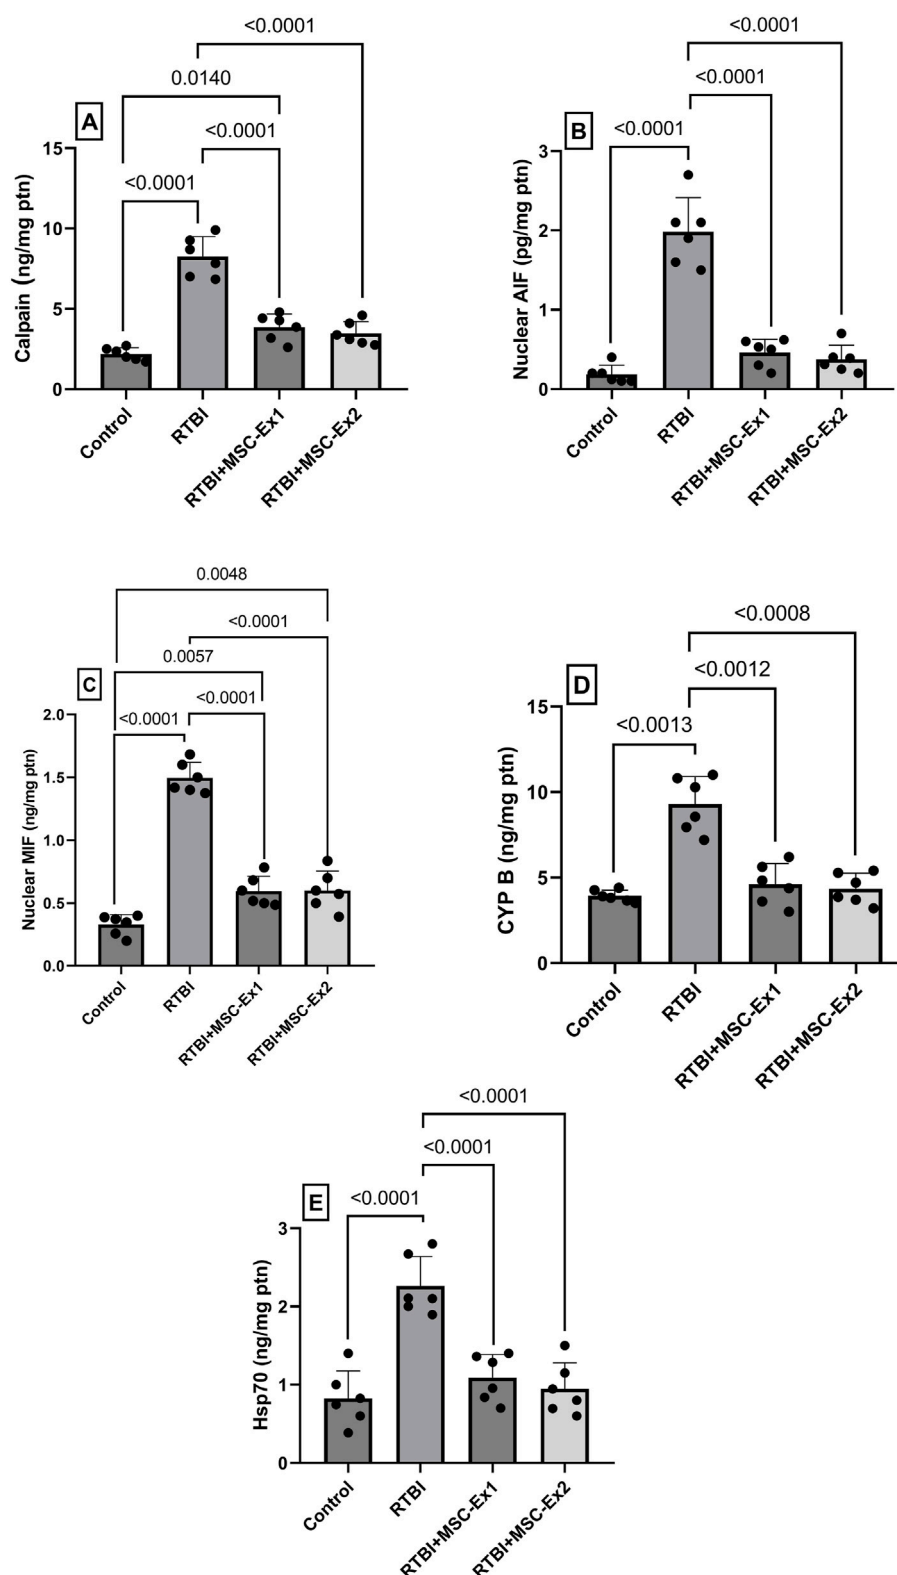 <0.0001
0.0140
<0.0001
<0.0001
A
Calpain (ng/mg ptn)
15
10
5
0
Control
RTBI
RTBI+MSC-Ex1
RTBI+MSC-Ex2
<0.0001
<0.0001
<0.0001
B
Nuclear AIF (pg/mg ptn)
3
2
1
0
Control
RTBI
RTBI+MSC-Ex1
RTBI+MSC-Ex2
0.0048
<0.0001
0.0057
<0.0001
<0.0001
C
Nuclear MIF (ng/mg ptn)
2.0
1.5
1.0
0.5
0.0
Control
RTBI
RTBI+MSC-Ex1
RTBI+MSC-Ex2
<0.0008
<0.0012
<0.0013
D
CYP B (ng/mg ptn)
15
10
5
0
Control
RTBI
RTBI+MSC-Ex1
RTBI+MSC-Ex2
<0.0001
<0.0001
<0.0001
E
Hsp70 (ng/mg ptn)
3
2
1
0
Control
RTBI
RTBI+MSC-Ex1
RTBI+MSC-Ex2